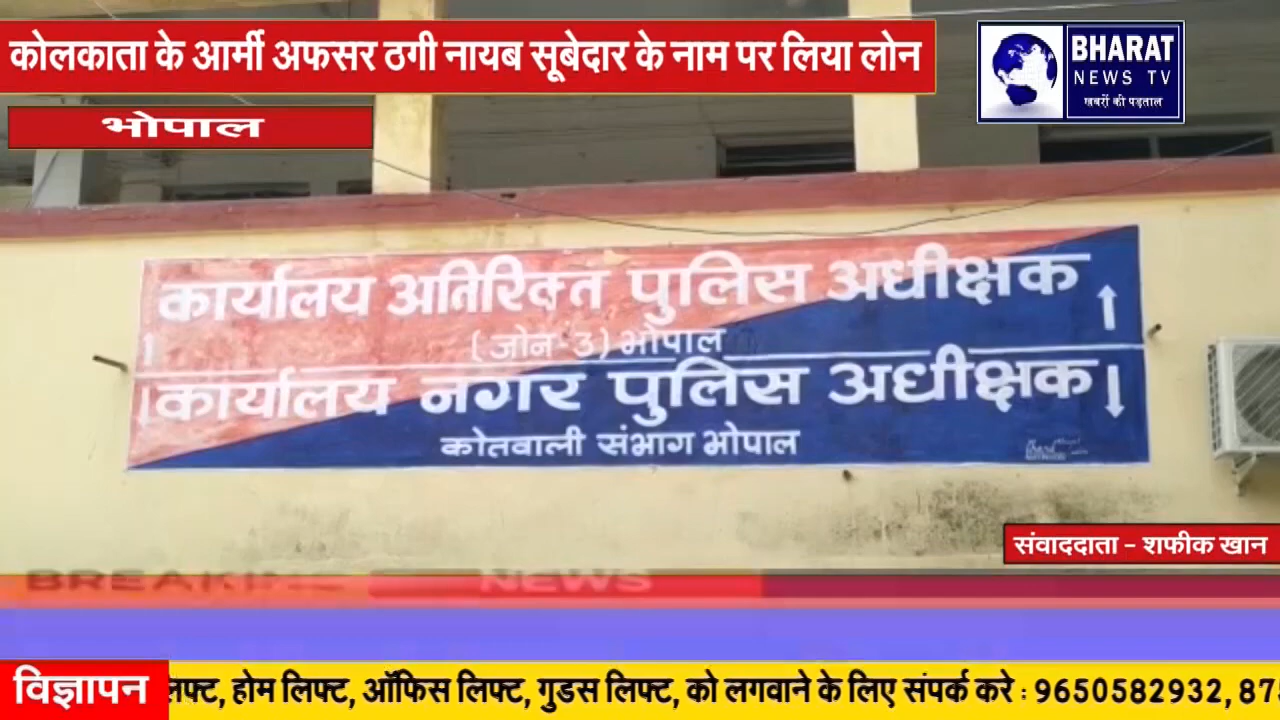 कोलकाता के आर्मी अफसर ठगी नायब सूबेदार के नाम पर लिया लोन
BHARAT
NEWS TV
खबरों की पड़ताल
भोपाल
कार्यालय अतिरिक्त पुलिस अधीक्षक ↑
(जोन-3) भोपाल
कार्यालय नगर पुलिस अधीक्षक ↓
कोतवाली संभाग भोपाल
संवाददाता - शफीक खान
BREAKING NEWS
विज्ञापन लिफ्ट, होम लिफ्ट, ऑफिस लिफ्ट, गुडस लिफ्ट, को लगवाने के लिए संपर्क करे : 9650582932, 87